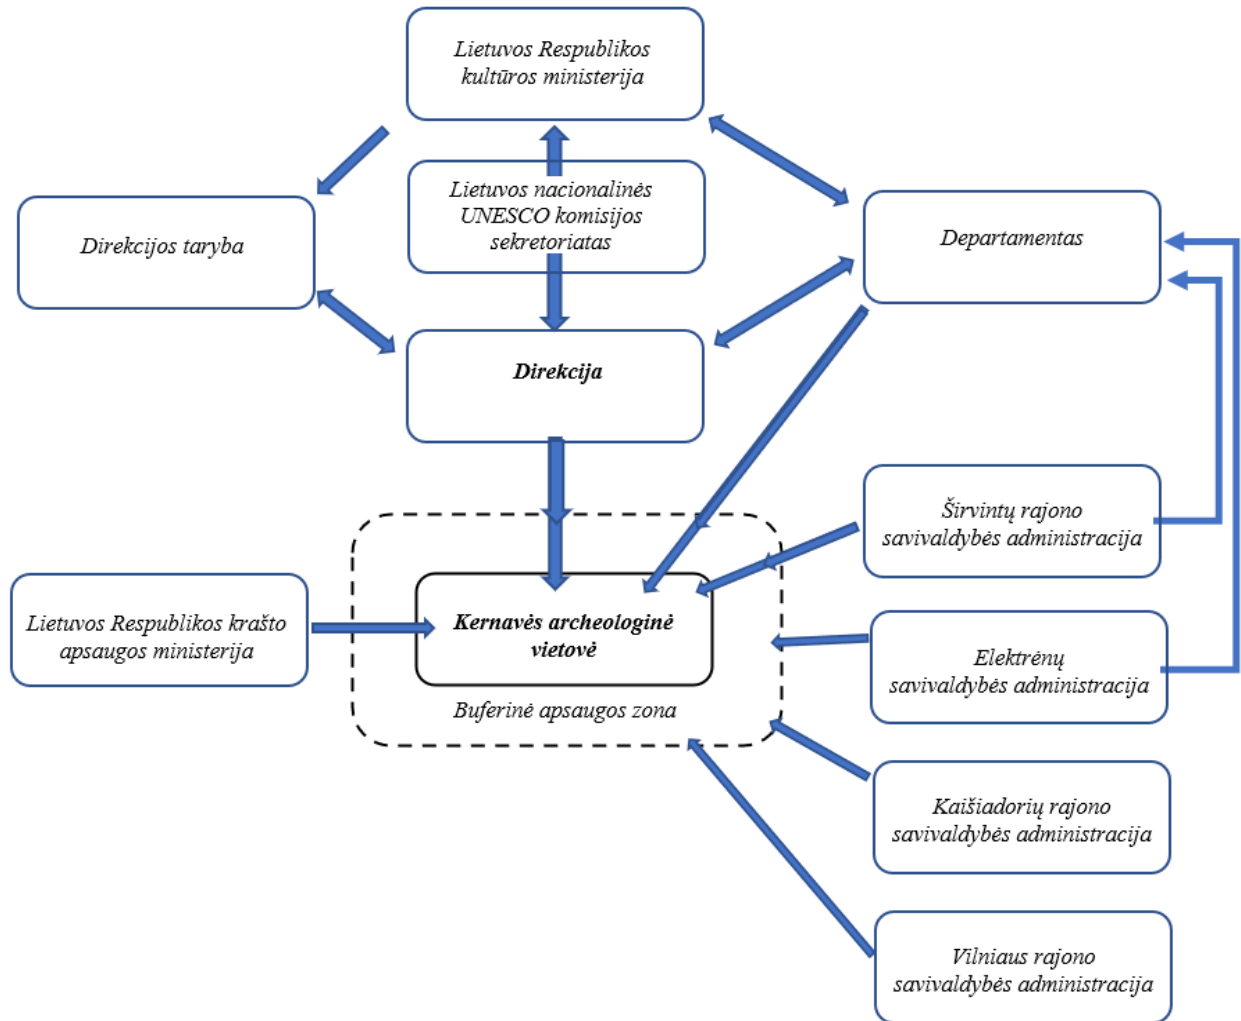 Lietuvos Respublikos
kultūros ministerija
Lietuvos nacionalinės
UNESCO komisijos
sekretoriatas
Direkcijos taryba
Departamentas
Direkcija
Širvintų rajono
savivaldybės administracija
Lietuvos Respublikos krašto
apsaugos ministerija
Kernavės archeologinė
vietovė
Buferinė apsaugos zona
Elektrėnų
savivaldybės administracija
Kaišiadorių rajono
savivaldybės administracija
Vilniaus rajono
savivaldybės administracija